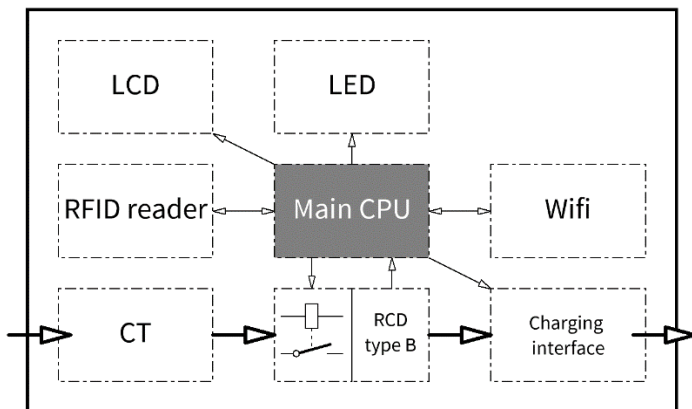 LCD
LED
RFID reader
Main CPU
Wifi
CT
RCD
type B
Charging
interface